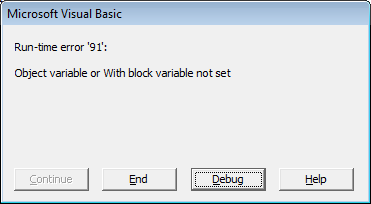 Microsoft Visual Basic
Run-time error '91':
Object variable or With block variable not set
Continue
End
Debug
Help